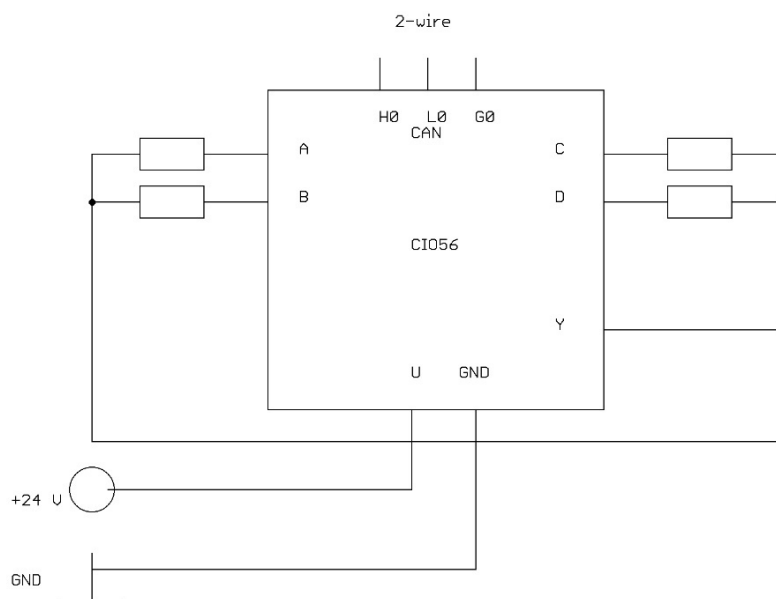 2-wire
H0 L0 G0
CAN
A
C
B
D
CIO56
Y
U GND
+24 V
GND